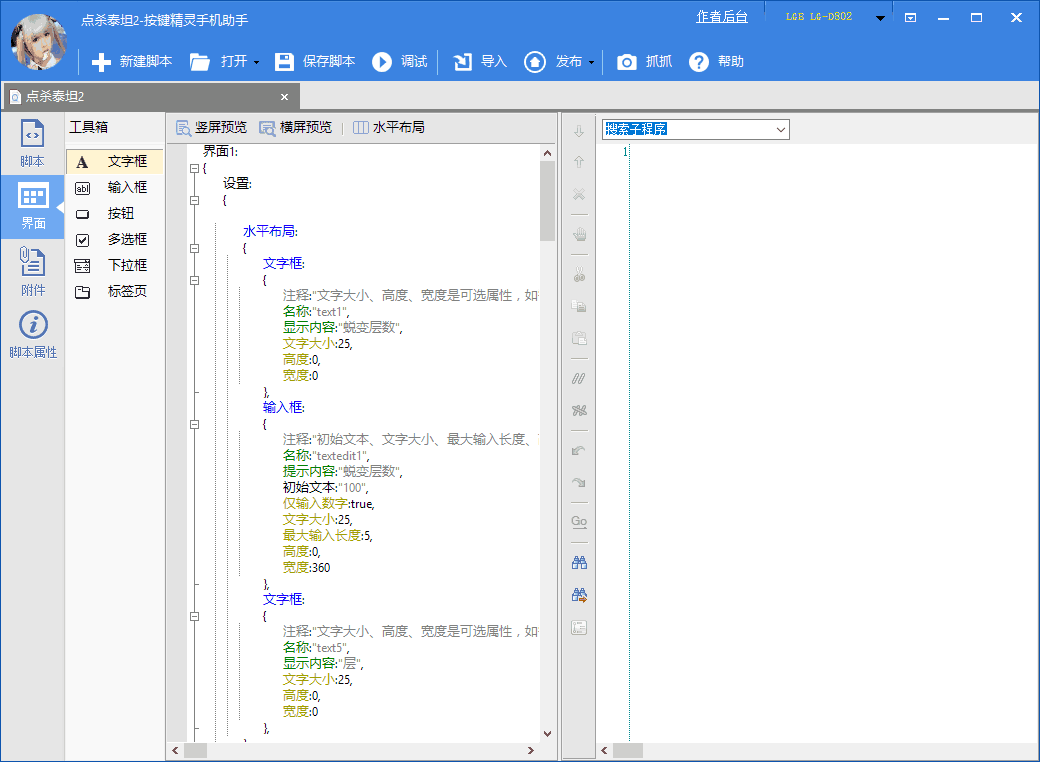 点杀泰坦2-按键精灵手机助手
作者后台
LGE LG-D802
新建脚本
打开
保存脚本
调试
导入
发布
抓抓
帮助
点杀泰坦2
脚本
界面
附件
脚本属性
工具箱
文字框
输入框
按钮
多选框
下拉框
标签页
竖屏预览
横屏预览
水平布局
界面1:
{
设置:
{
水平布局:
{
文字框:
{
注释:"文字大小、高度、宽度是可选属性，如
名称:"text1",
显示内容:"蜕变层数",
文字大小:25,
高度:0,
宽度:0
},
输入框:
{
注释:"初始文本、文字大小、最大输入长度、
名称:"textedit1",
提示内容:"蜕变层数",
初始文本:"100",
仅输入数字:true,
文字大小:25,
最大输入长度:5,
高度:0,
宽度:360
},
文字框:
{
注释:"文字大小、高度、宽度是可选属性，如
名称:"text5",
显示内容:"层",
文字大小:25,
高度:0,
宽度:0
},
Go
搜索子程序
1